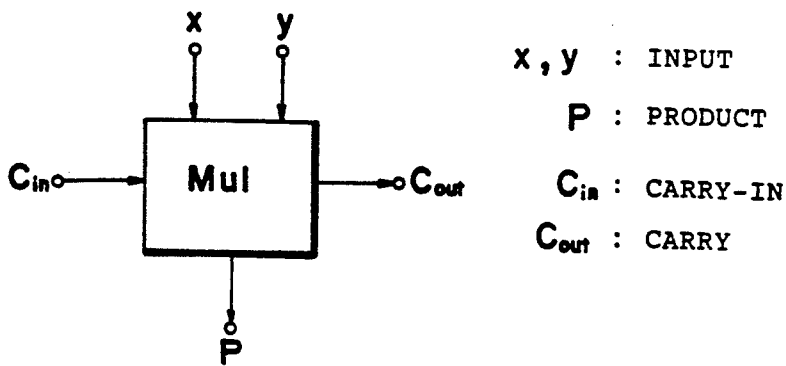 x y
Cin Mul Cout
P
x, y : INPUT
P : PRODUCT
Cin : CARRY-IN
Cout : CARRY